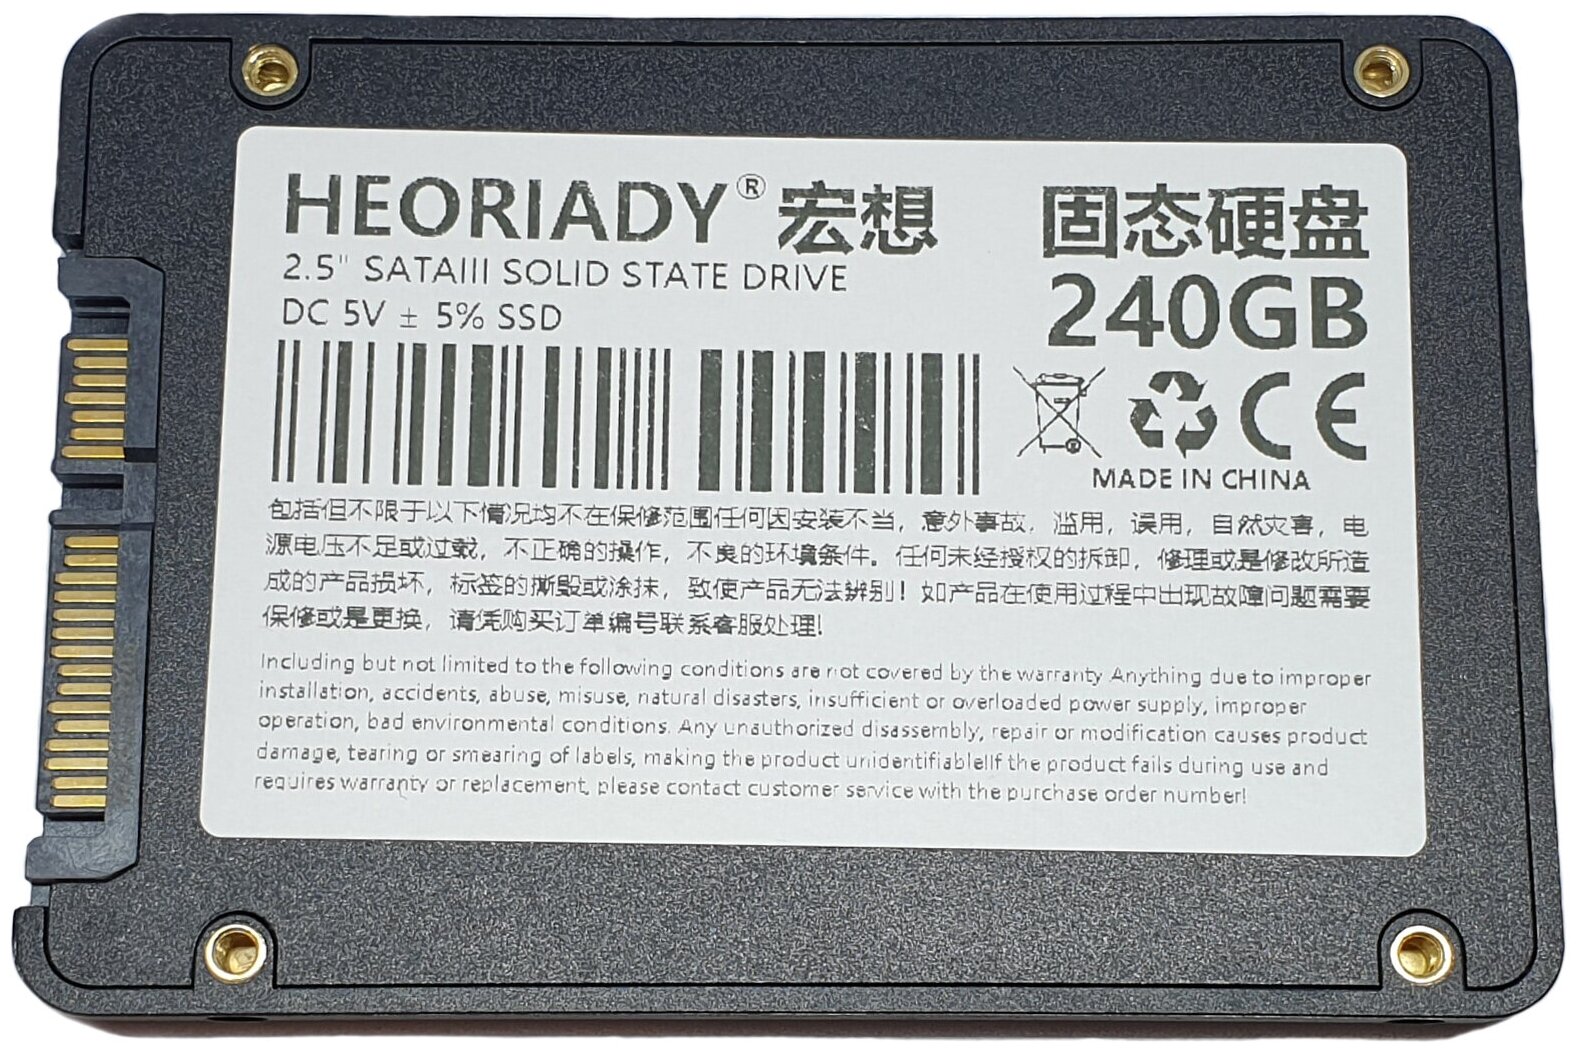 HEORIADY® 宏想 固态硬盘
2.5" SATAIII SOLID STATE DRIVE
DC 5V ± 5% SSD
240GB
CE
MADE IN CHINA
包括但不限于以下情况均不在保修范围任何因安装不当，意外事故，滥用，误用，自然灾害，电
源电压不足或过载，不正确的操作，不良的环境条件。任何未经授权的拆卸，修理或是修改所造
成的产品损坏，标签的撕毁或涂抹，致使产品无法辨别！如产品在使用过程中出现故障问题需要
保修或是更换，请凭购买订单编号联系客服处理!
Including but not limited to the following conditions are not covered by the warranty Anything due to improper
installation, accidents, abuse, misuse, natural disasters, insufficient or overloaded power supply, improper
operation, bad environmental conditions. Any unauthorized disassembly, repair or modification causes product
damage, tearing or smearing of labels, making the product unidentifiable!If the product fails during use and
requires warranty or replacement, please contact customer service with the purchase order number!